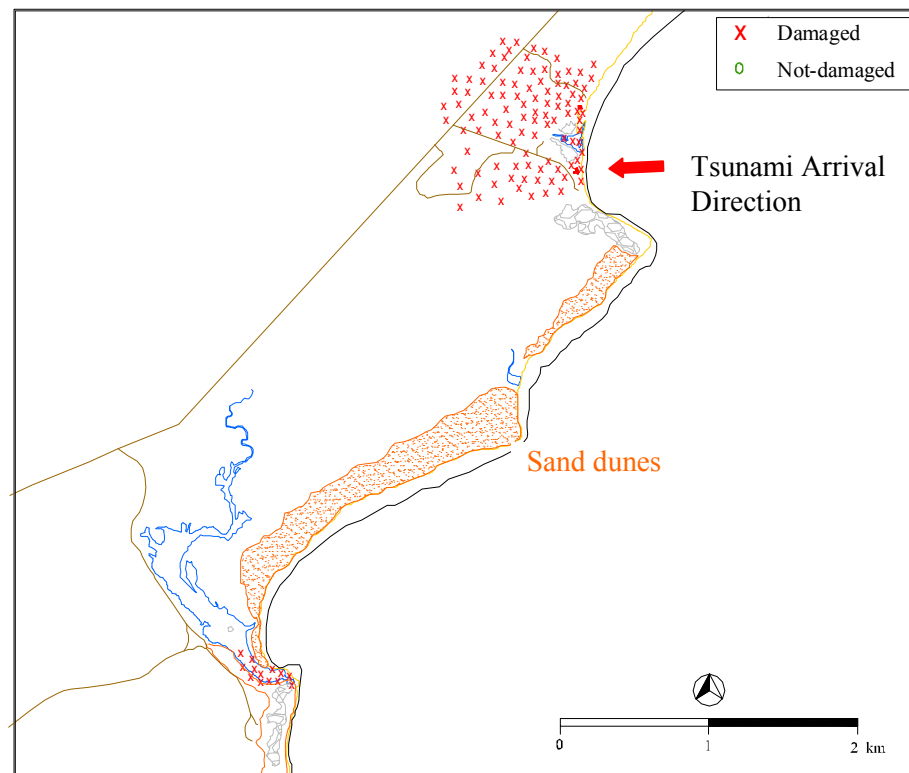 X Damaged
o Not-damaged
Tsunami Arrival
Direction
Sand dunes
0 1 2 km